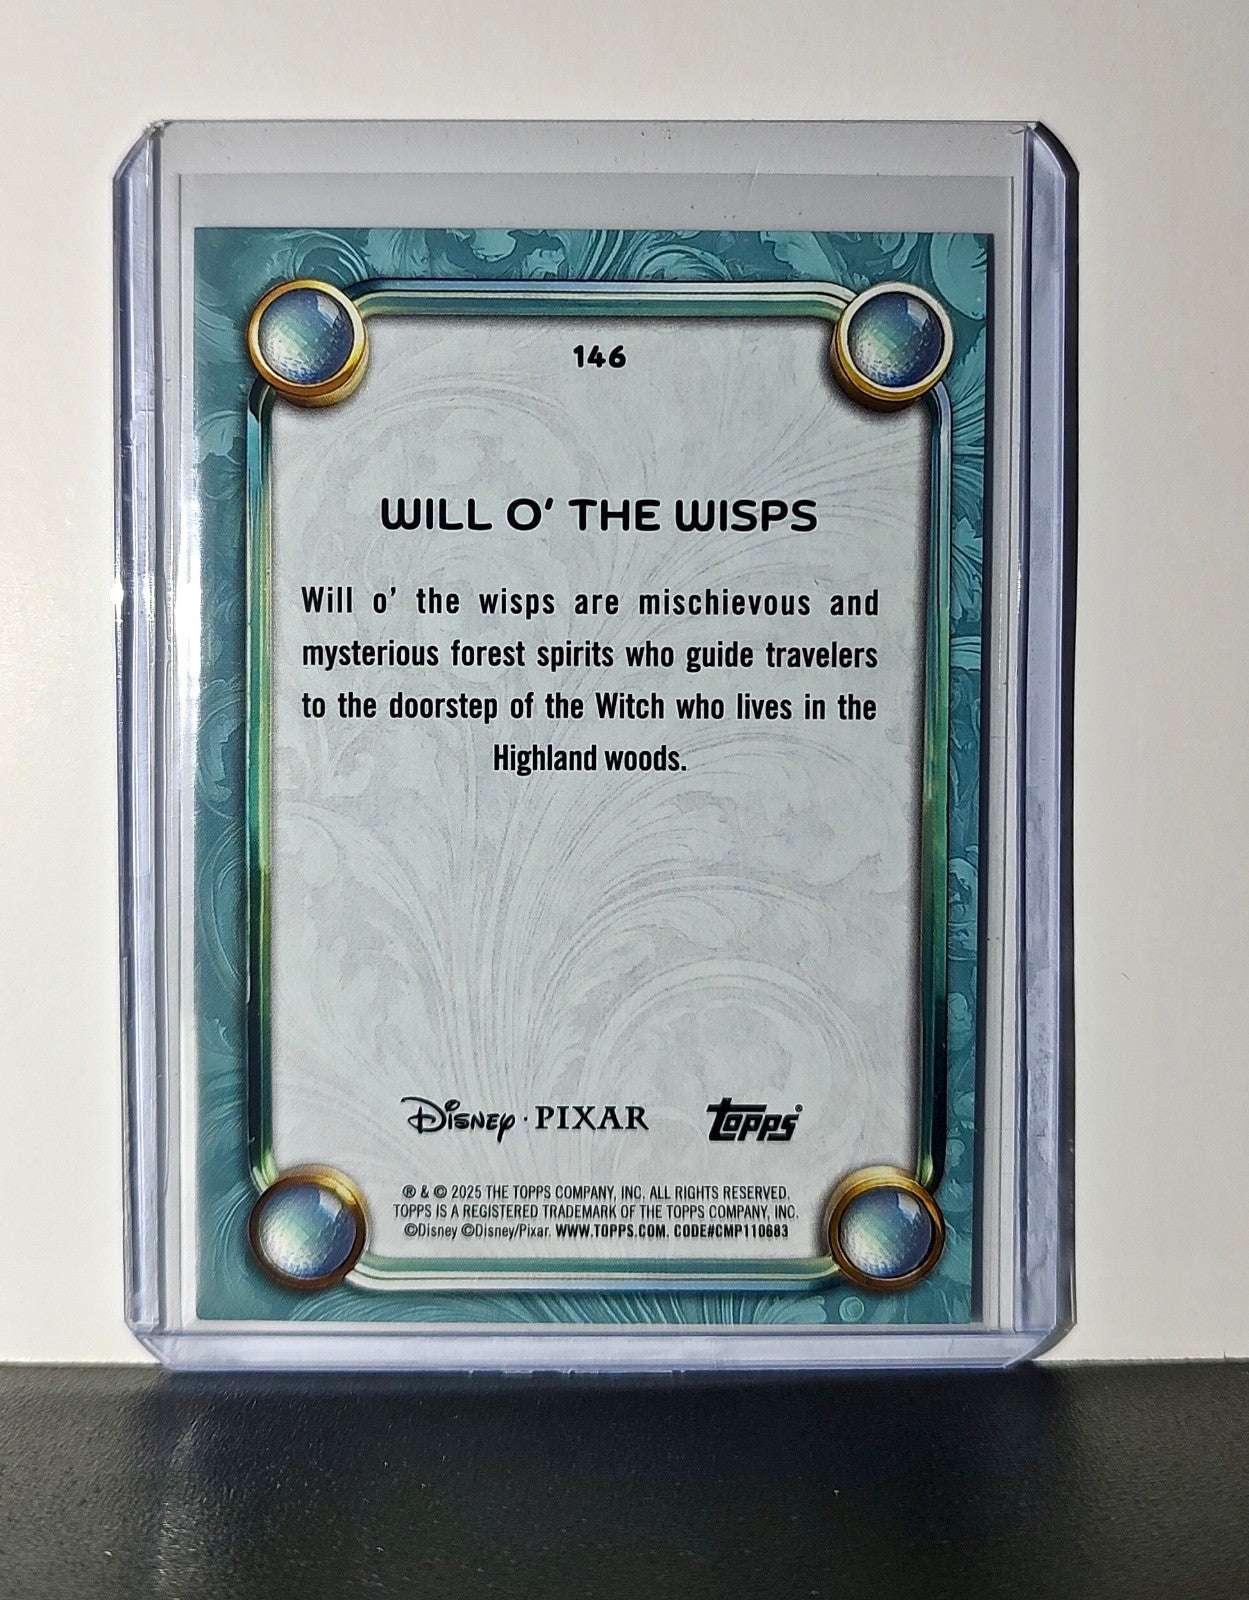 146
WILL O' THE WISPS
Will o' the wisps are mischievous and
mysterious forest spirits who guide travelers
to the doorstep of the Witch who lives in the
Highland woods.
Disney · PIXAR topps®
® & © 2025 THE TOPPS COMPANY, INC. ALL RIGHTS RESERVED.
TOPPS IS A REGISTERED TRADEMARK OF THE TOPPS COMPANY, INC.
©Disney ©Disney/Pixar. WWW.TOPPS.COM. CODE#CMP110683